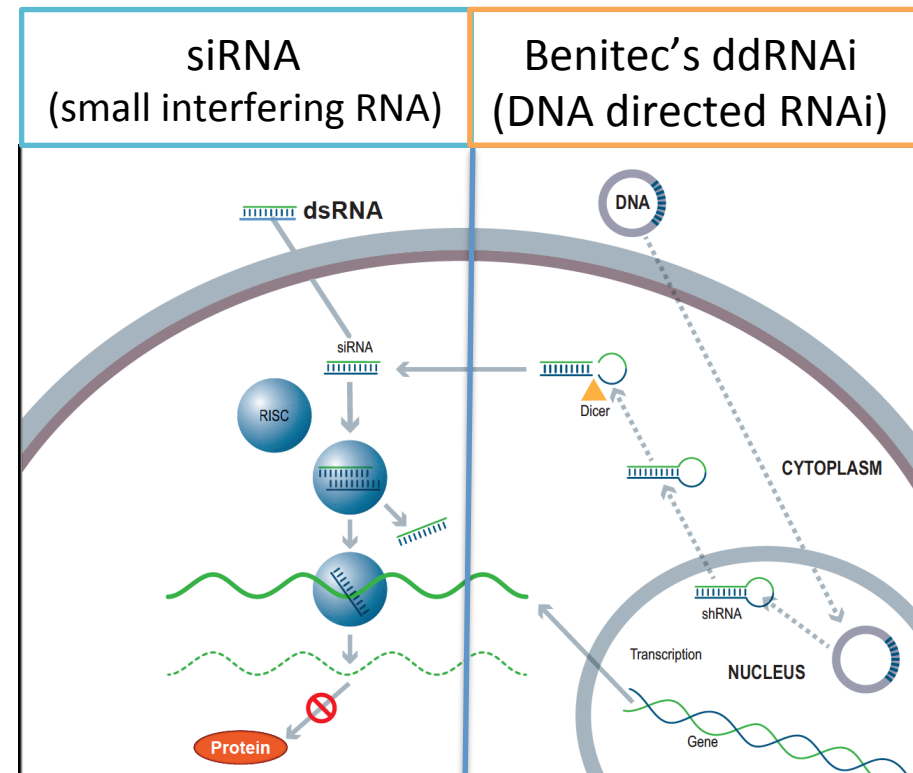 siRNA
(small interfering RNA)
Benitec's ddRNAi
(DNA directed RNAi)
dsRNA
DNA
siRNA
RISC
Dicer
CYTOPLASM
shRNA
Transcription
NUCLEUS
Gene
Protein